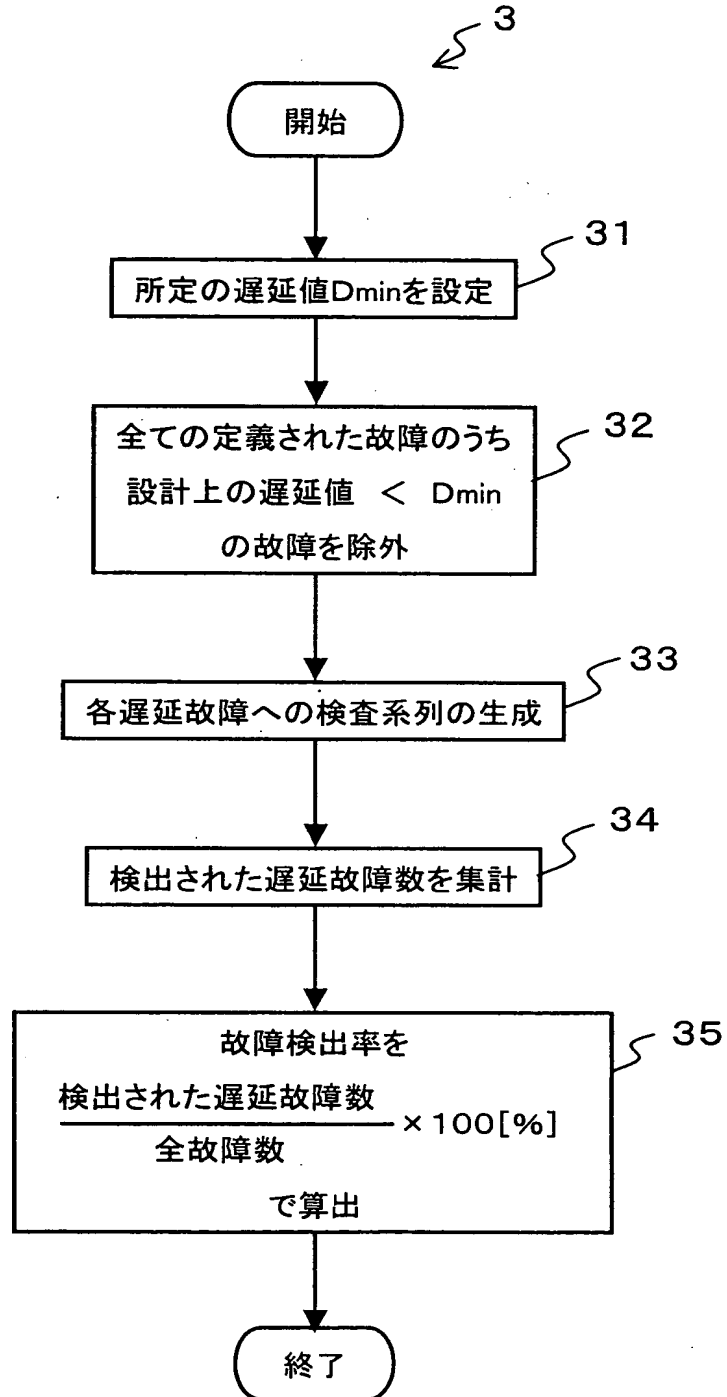 3
開始
31
所定の遅延値Dminを設定
32
全ての定義された故障のうち
設計上の遅延値 < Dmin
の故障を除外
33
各遅延故障への検査系列の生成
34
検出された遅延故障数を集計
35
故障検出率を
検出された遅延故障数
×100[%]
全故障数
で算出
終了